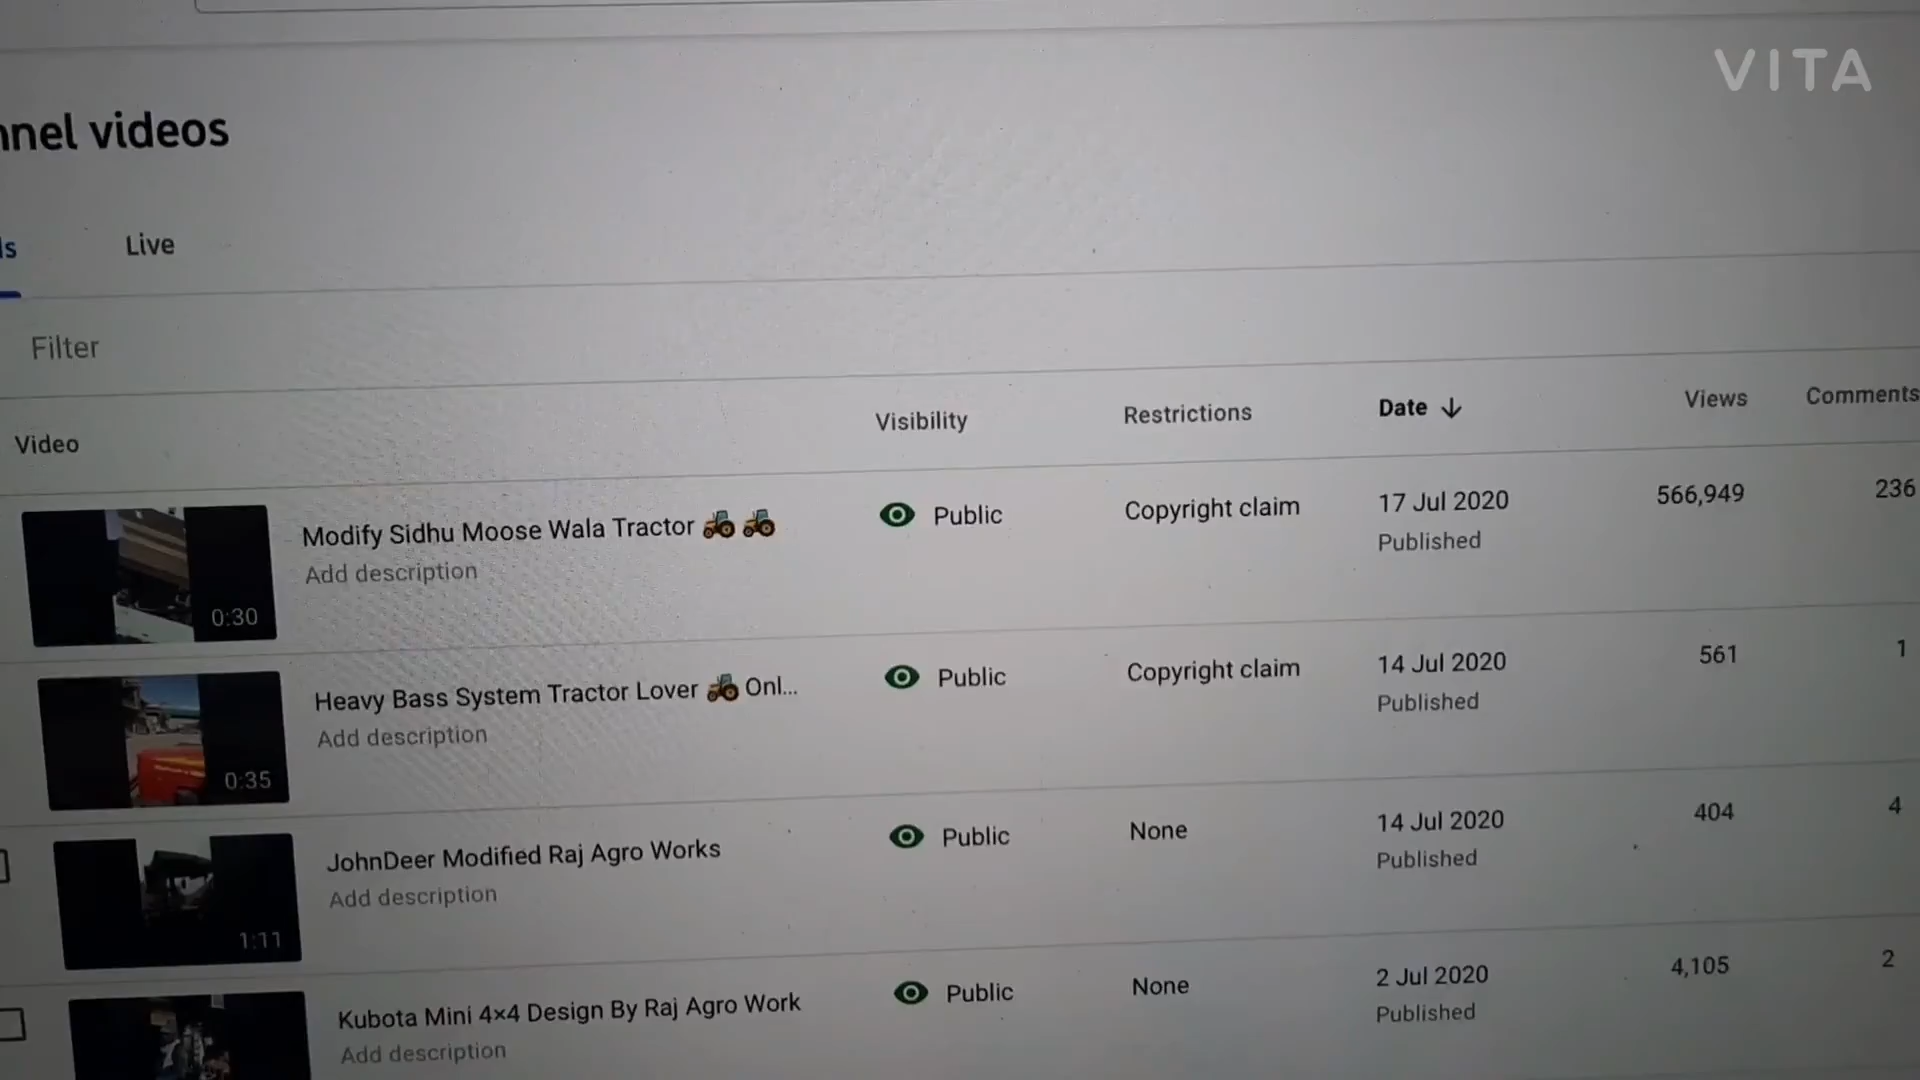 VITA
nnel videos
ls Live
Filter
Video Visibility Restrictions Date ↓ Views Comments
Modify Sidhu Moose Wala Tractor 🚜 🚜 Public Copyright claim 17 Jul 2020 566,949 236
Add description Published
0:30
Heavy Bass System Tractor Lover 🚜 Onl... Public Copyright claim 14 Jul 2020 561 1
Add description Published
0:35
JohnDeer Modified Raj Agro Works Public None 14 Jul 2020 404 4
Add description Published
1:11
Kubota Mini 4×4 Design By Raj Agro Work Public None 2 Jul 2020 4,105 2
Add description Published